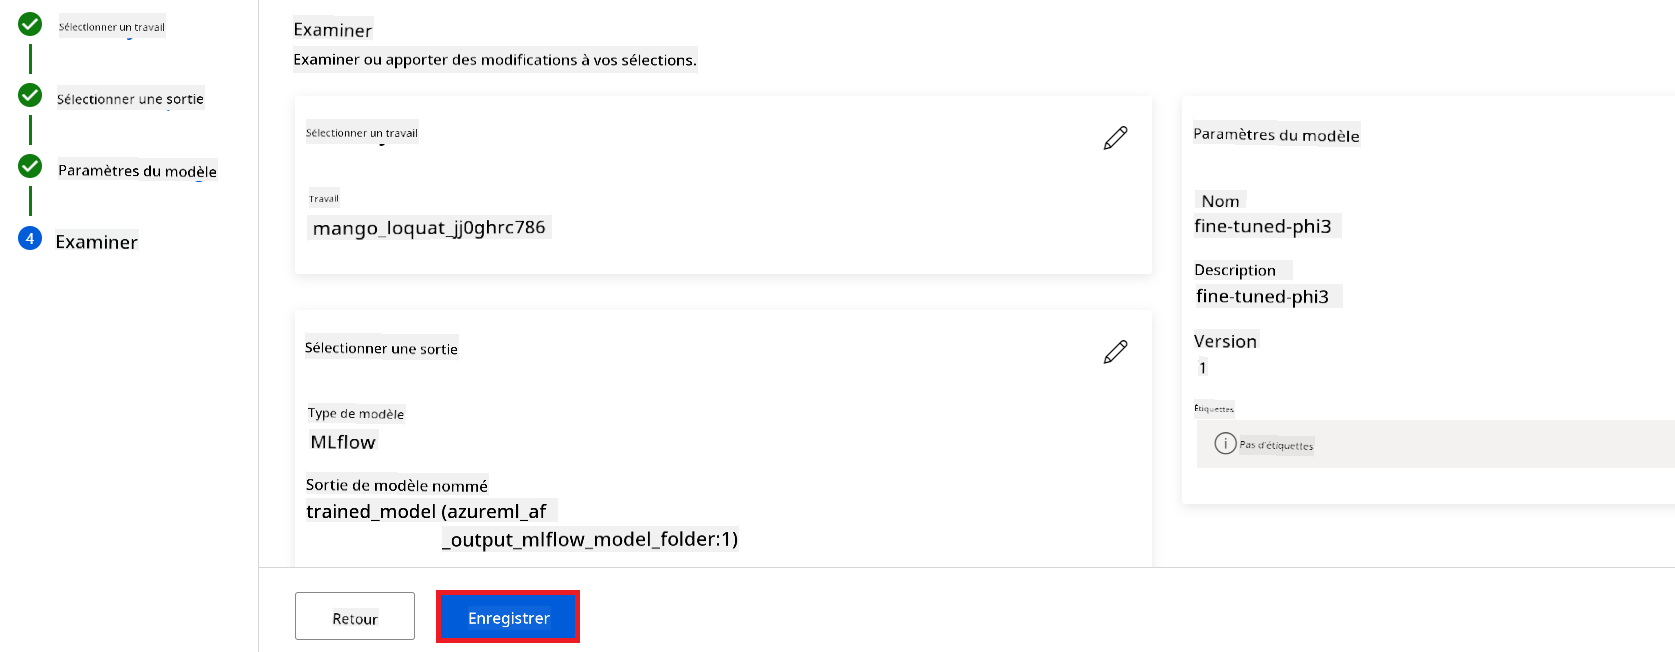 Sélectionner un travail
Sélectionner une sortie
Paramètres du modèle
4 Examiner
Examiner
Examiner ou apporter des modifications à vos sélections.
Sélectionner un travail
Travail
mango_loquat_jj0ghrc786
Sélectionner une sortie
Type de modèle
MLflow
Sortie de modèle nommé
trained_model (azureml_af
_output_mlflow_model_folder:1)
Paramètres du modèle
Nom
fine-tuned-phi3
Description
fine-tuned-phi3
Version
1
Étiquettes
Pas d'étiquettes
Retour
Enregistrer